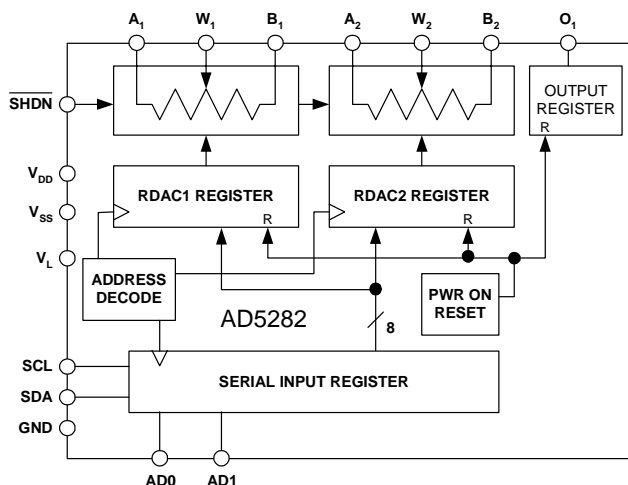 A1 W1 B1 A2 W2 B2 O1
SHDN
OUTPUT
REGISTER
R
VDD
RDAC1 REGISTER
R
RDAC2 REGISTER
R
VSS
VL
ADDRESS
DECODE
PWR ON
RESET
AD5282
8
SCL
SERIAL INPUT REGISTER
SDA
GND
AD0 AD1